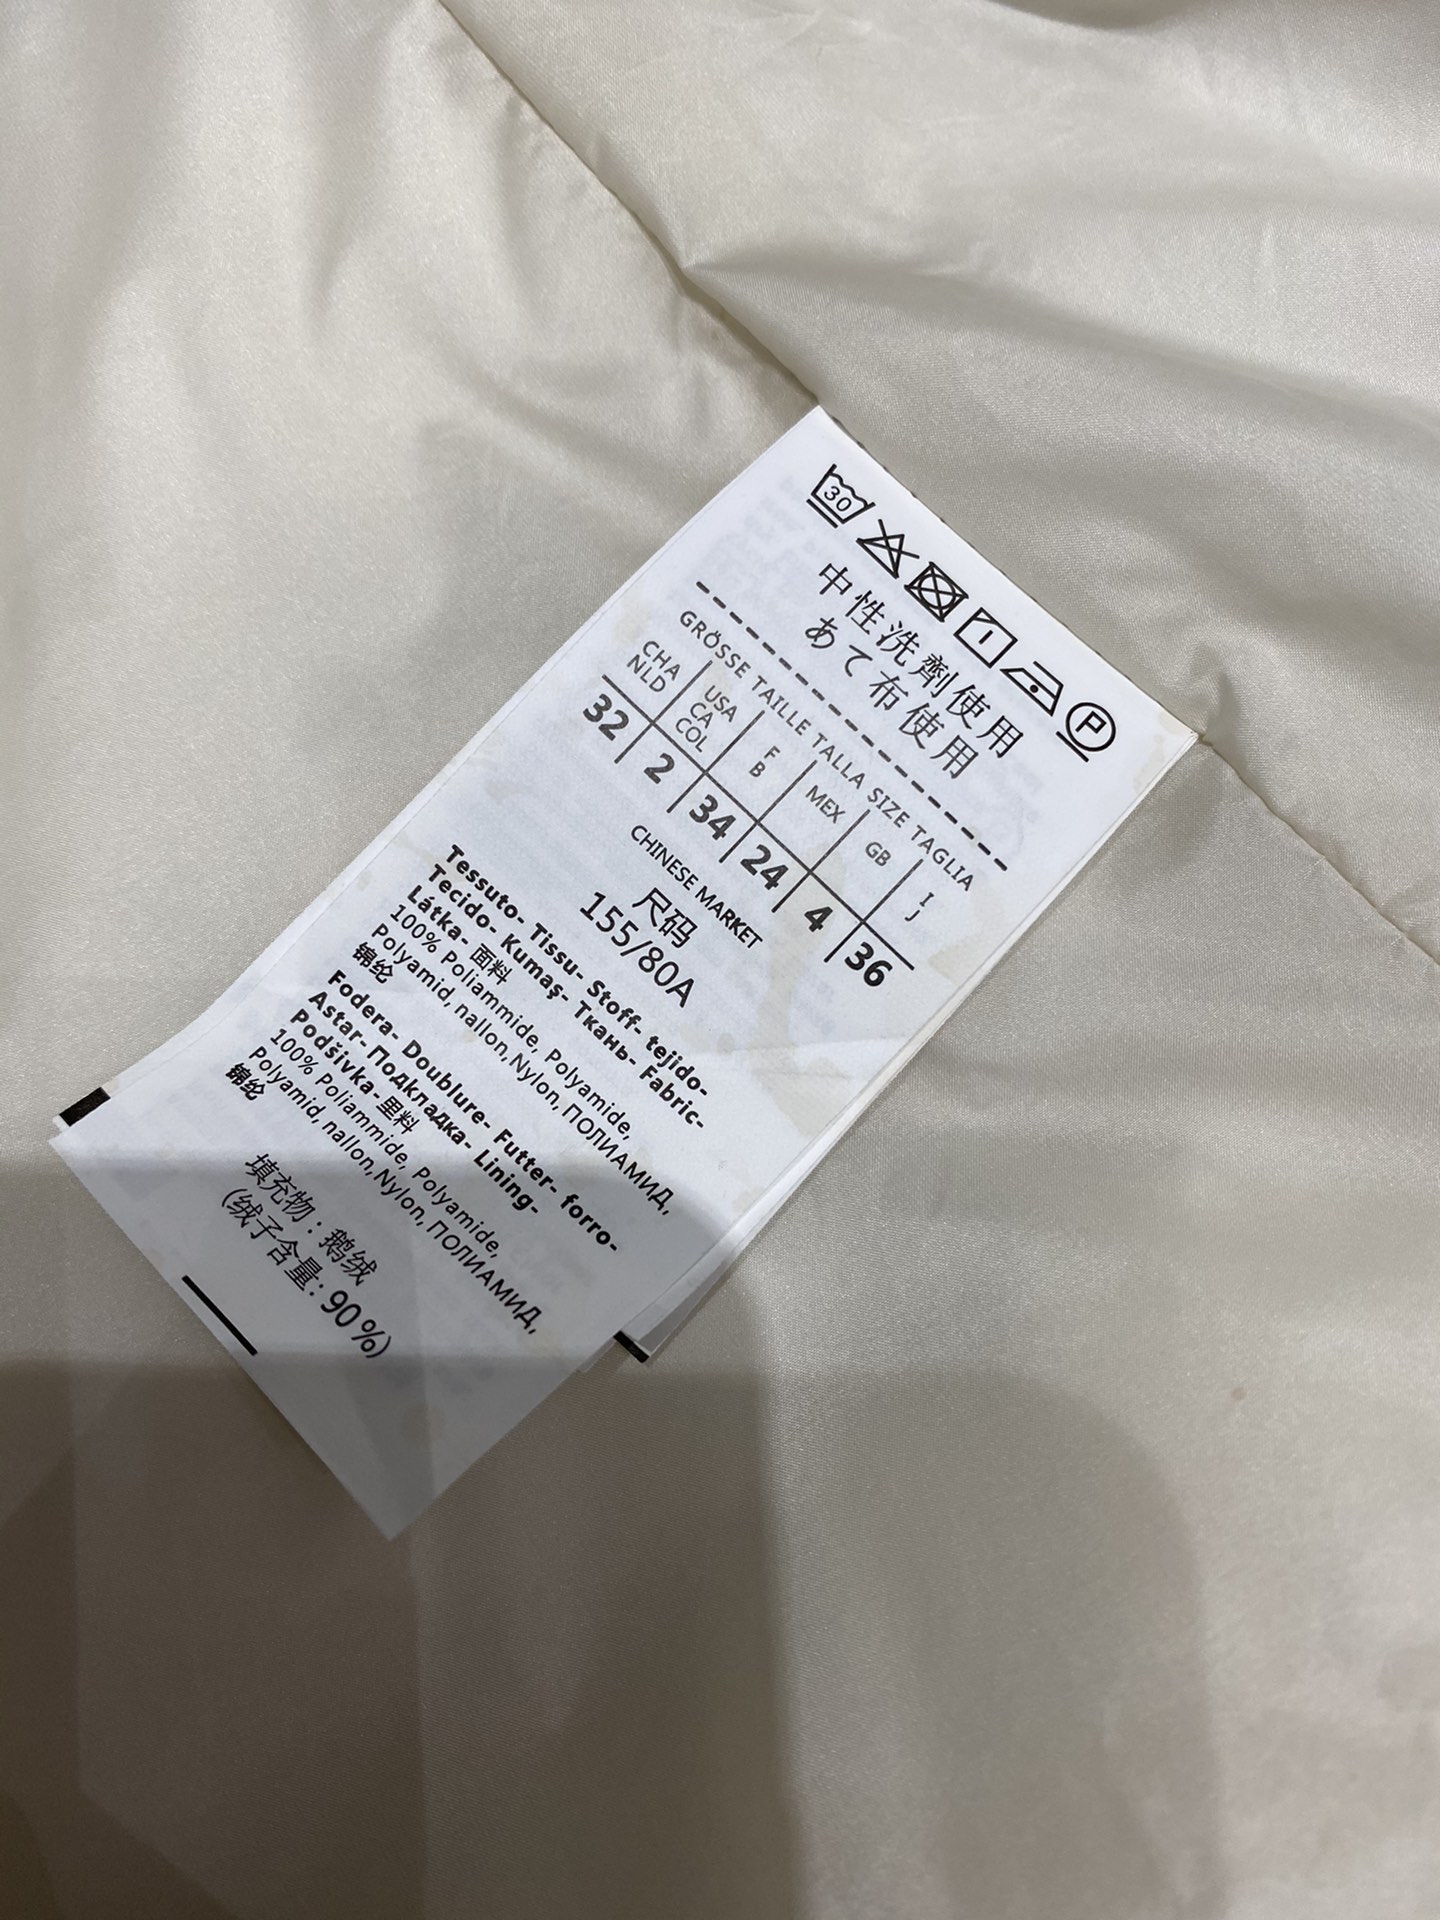 30 P
中性洗剤使用
あて布使用
GRÖSSE TAILLE TALLA SIZE TAGLIA
CHA NLD USA CA COL F B MEX GB I J
32 2 34 24 4 36
CHINESE MARKET
尺码
155/80A
Tessuto- Tissu- Stoff- tejido-
Tecido- Kumaş- Ткань- Fabric-
Látka- 面料
100% Poliammide, Polyamide,
Polyamid, nallon, Nylon, ПОЛИАМИД,
锦纶
Fodera- Doublure- Futter- forro-
Astar- Подкладка- Lining-
Podšívka- 里料
100% Poliammide, Polyamide,
Polyamid, nallon, Nylon, ПОЛИАМИД,
锦纶
填充物：鹅绒
(绒子含量: 90%)